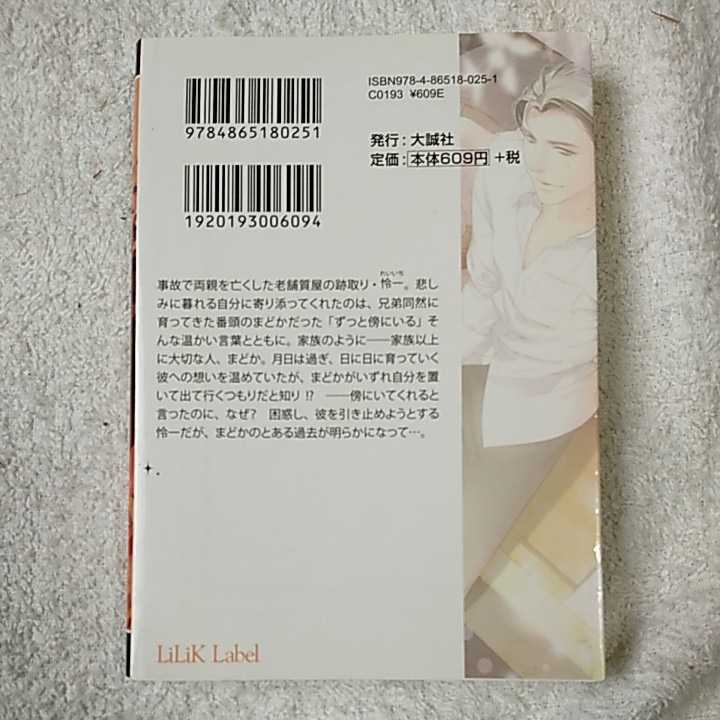 ISBN978-4-86518-025-1
C0193 ¥609E
9784865180251
発行：大誠社
定価：本体609円 +税
1920193006094
事故で両親を亡くした老舗質屋の跡取り・怜一。悲し
れいいち
みに暮れる自分に寄り添ってくれたのは、兄弟同然に
育ってきた番頭のまどかだった「ずっと傍にいる」そ
んな温かい言葉とともに。家族のように――家族以上
に大切な人、まどか。月日は過ぎ、日に日に育っていく
彼への想いを温めていたが、まどかがいずれ自分を置
いて出て行くつもりだと知り !? ――傍にいてくれると
言ったのに、なぜ？ 困惑し、彼を引き止めようとする
怜一だが、まどかのとある過去が明らかになって…。
LiLiK Label